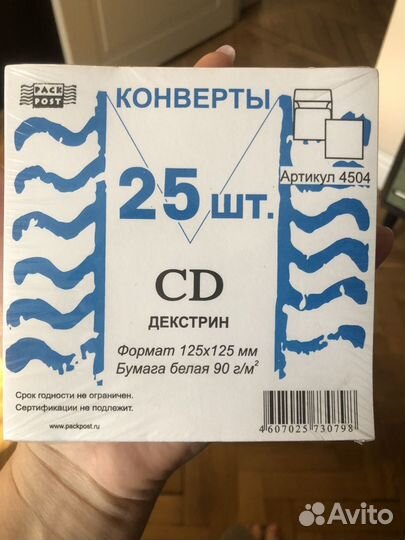 PACK
POST
КОНВЕРТЫ
25 шт.
Артикул 4504
CD
ДЕКСТРИН
Формат 125x125 мм
Бумага белая 90 г/м²
Срок годности не ограничен.
Сертификации не подлежит.
www.packpost.ru
4 607025 730798
Avito